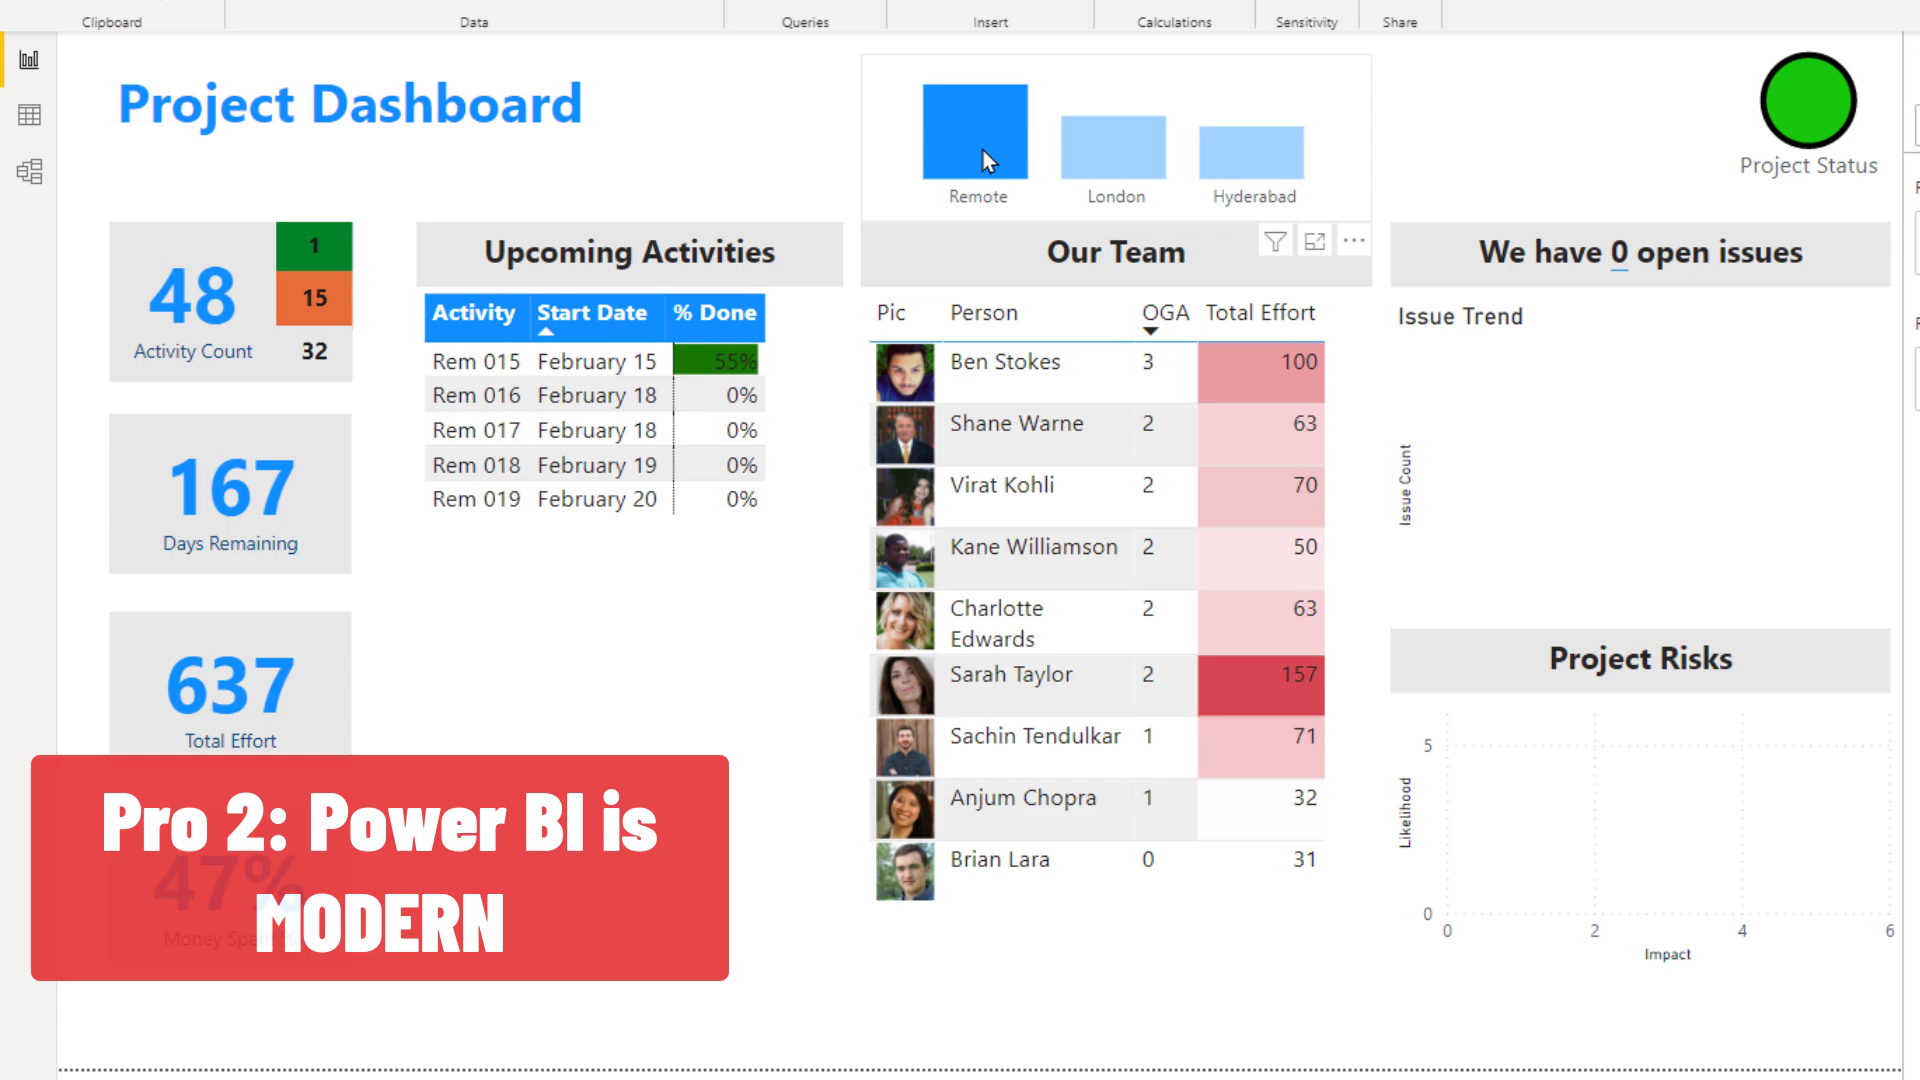 Clipboard
Data
Queries
Insert
Calculations
Sensitivity
Share
Project Dashboard
Remote
London
Hyderabad
Project Status
48
Activity Count
1
15
32
167
Days Remaining
637
Total Effort
47%
Money Spent
Pro 2: Power BI is
MODERN
Upcoming Activities
Activity Start Date % Done
Rem 015 February 15 55%
Rem 016 February 18 0%
Rem 017 February 18 0%
Rem 018 February 19 0%
Rem 019 February 20 0%
Our Team
Pic Person OGA Total Effort
Ben Stokes 3 100
Shane Warne 2 63
Virat Kohli 2 70
Kane Williamson 2 50
Charlotte 2 63
Edwards
Sarah Taylor 2 157
Sachin Tendulkar 1 71
Anjum Chopra 1 32
Brian Lara 0 31
We have 0 open issues
Issue Trend
Issue Count
Project Risks
5
Likelihood
0
0 2 4 6
Impact